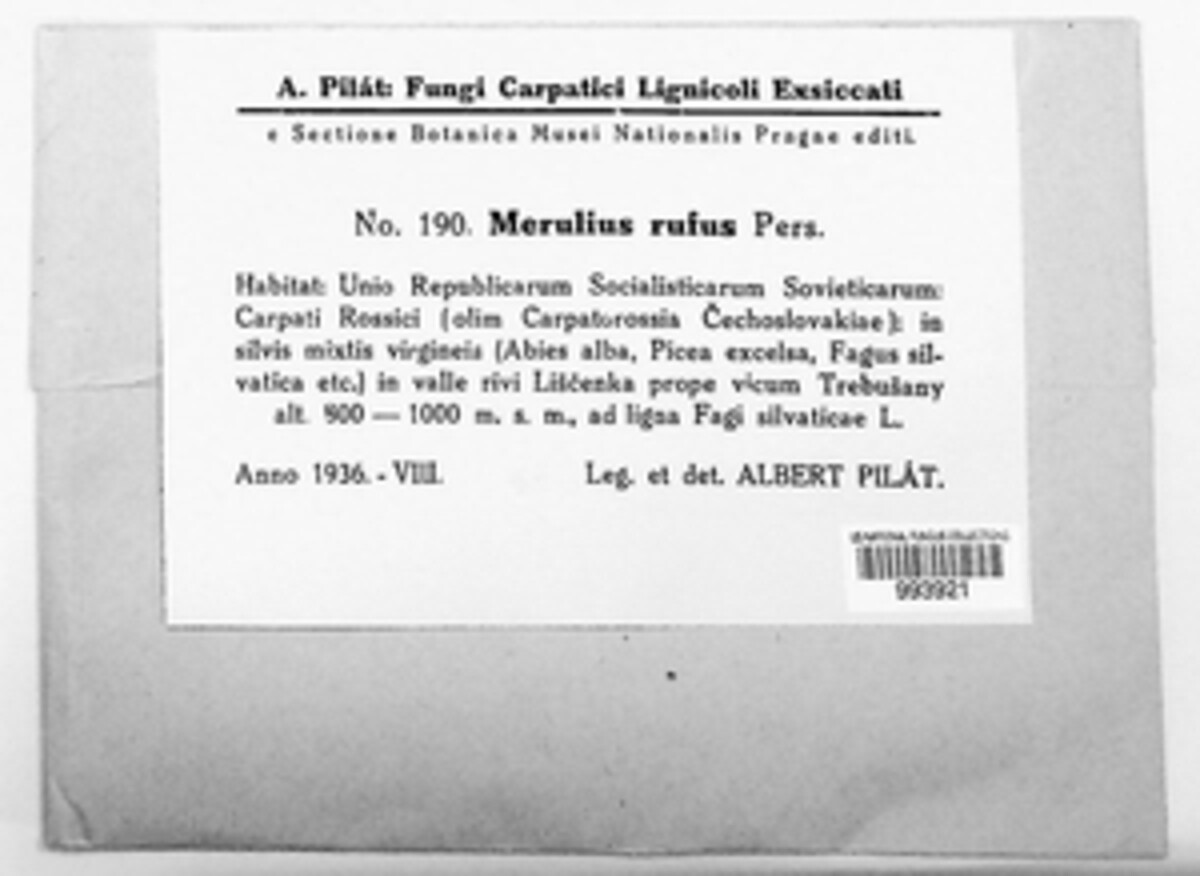 A. Pilát: Fungi Carpatici Lignicoli Exsiccati
e Sectione Botanica Musei Nationalis Pragae editi.
No. 190. Merulius rufus Pers.
Habitat: Unio Republicarum Socialisticarum Sovieticarum:
Carpati Rossici (olim Carpatorossia Čechoslovakiae): in
silvis mixtis virgineis (Abies alba, Picea excelsa, Fagus sil-
vatica etc.) in valle rivi Liščenka prope vicum Trebušany
alt. 800 — 1000 m. s. m., ad ligna Fagi silvaticae L.
Anno 1936. - VIII. Leg. et det. ALBERT PILÁT.
993921